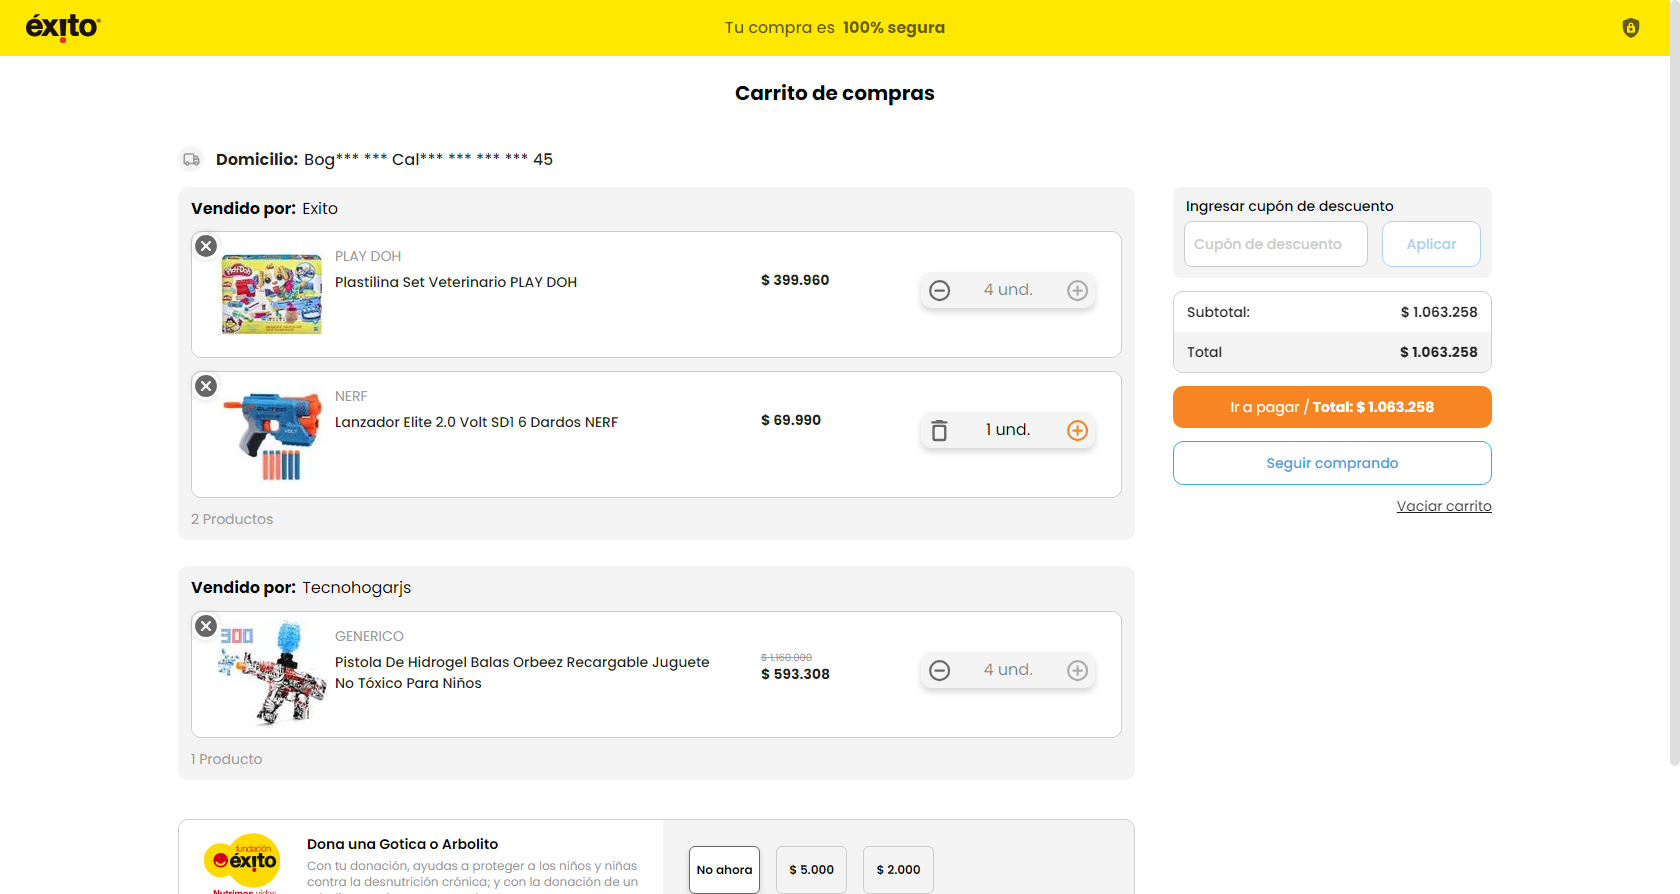 éxito
Tu compra es 100% segura
Carrito de compras
Domicilio: Bog*** *** Cal*** *** *** *** 45
Vendido por: Exito
PLAY DOH
Plastilina Set Veterinario PLAY DOH
$ 399.960
4 und.
NERF
Lanzador Elite 2.0 Volt SD1 6 Dardos NERF
$ 69.990
1 und.
2 Productos
Ingresar cupón de descuento
Cupón de descuento
Aplicar
Subtotal:
$ 1.063.258
Total
$ 1.063.258
Ir a pagar / Total: $ 1.063.258
Seguir comprando
Vaciar carrito
Vendido por: Tecnohogarjs
300
GENERICO
Pistola De Hidrogel Balas Orbeez Recargable Juguete
No Tóxico Para Niños
$ 1.160.000
$ 593.308
4 und.
1 Producto
fundación
éxito
Dona una Gotica o Arbolito
Con tu donación, ayudas a proteger a los niños y niñas
contra la desnutrición crónica; y con la donación de un
No ahora
$ 5.000
$ 2.000